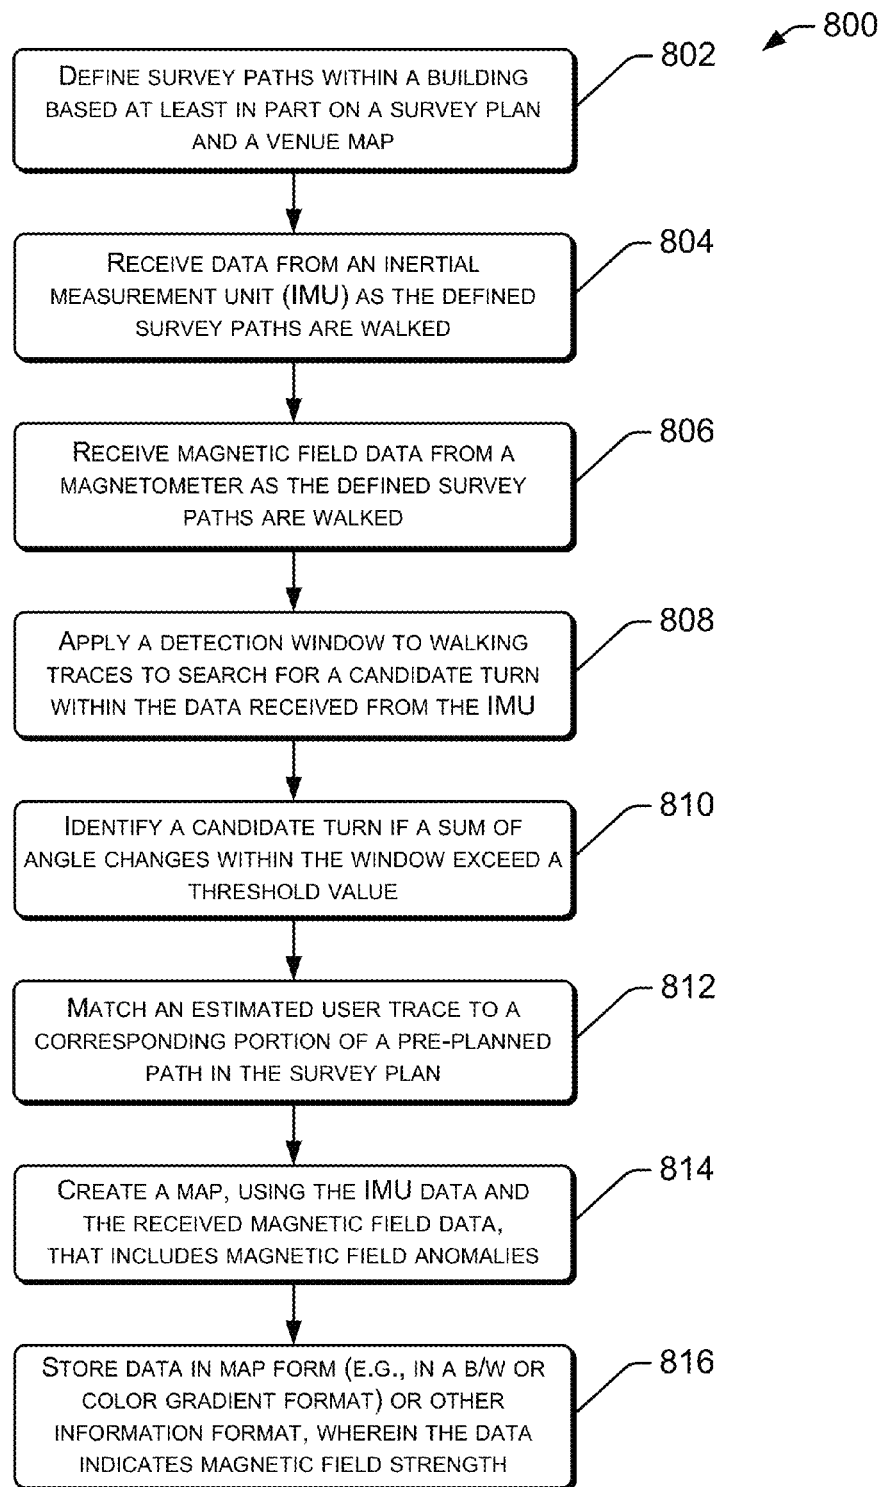 800
802
DEFINE SURVEY PATHS WITHIN A BUILDING
BASED AT LEAST IN PART ON A SURVEY PLAN
AND A VENUE MAP
804
RECEIVE DATA FROM AN INERTIAL
MEASUREMENT UNIT (IMU) AS THE DEFINED
SURVEY PATHS ARE WALKED
806
RECEIVE MAGNETIC FIELD DATA FROM A
MAGNETOMETER AS THE DEFINED SURVEY
PATHS ARE WALKED
808
APPLY A DETECTION WINDOW TO WALKING
TRACES TO SEARCH FOR A CANDIDATE TURN
WITHIN THE DATA RECEIVED FROM THE IMU
810
IDENTIFY A CANDIDATE TURN IF A SUM OF
ANGLE CHANGES WITHIN THE WINDOW EXCEED A
THRESHOLD VALUE
812
MATCH AN ESTIMATED USER TRACE TO A
CORRESPONDING PORTION OF A PRE-PLANNED
PATH IN THE SURVEY PLAN
814
CREATE A MAP, USING THE IMU DATA AND
THE RECEIVED MAGNETIC FIELD DATA,
THAT INCLUDES MAGNETIC FIELD ANOMALIES
816
STORE DATA IN MAP FORM (E.G., IN A B/W OR
COLOR GRADIENT FORMAT) OR OTHER
INFORMATION FORMAT, WHEREIN THE DATA
INDICATES MAGNETIC FIELD STRENGTH